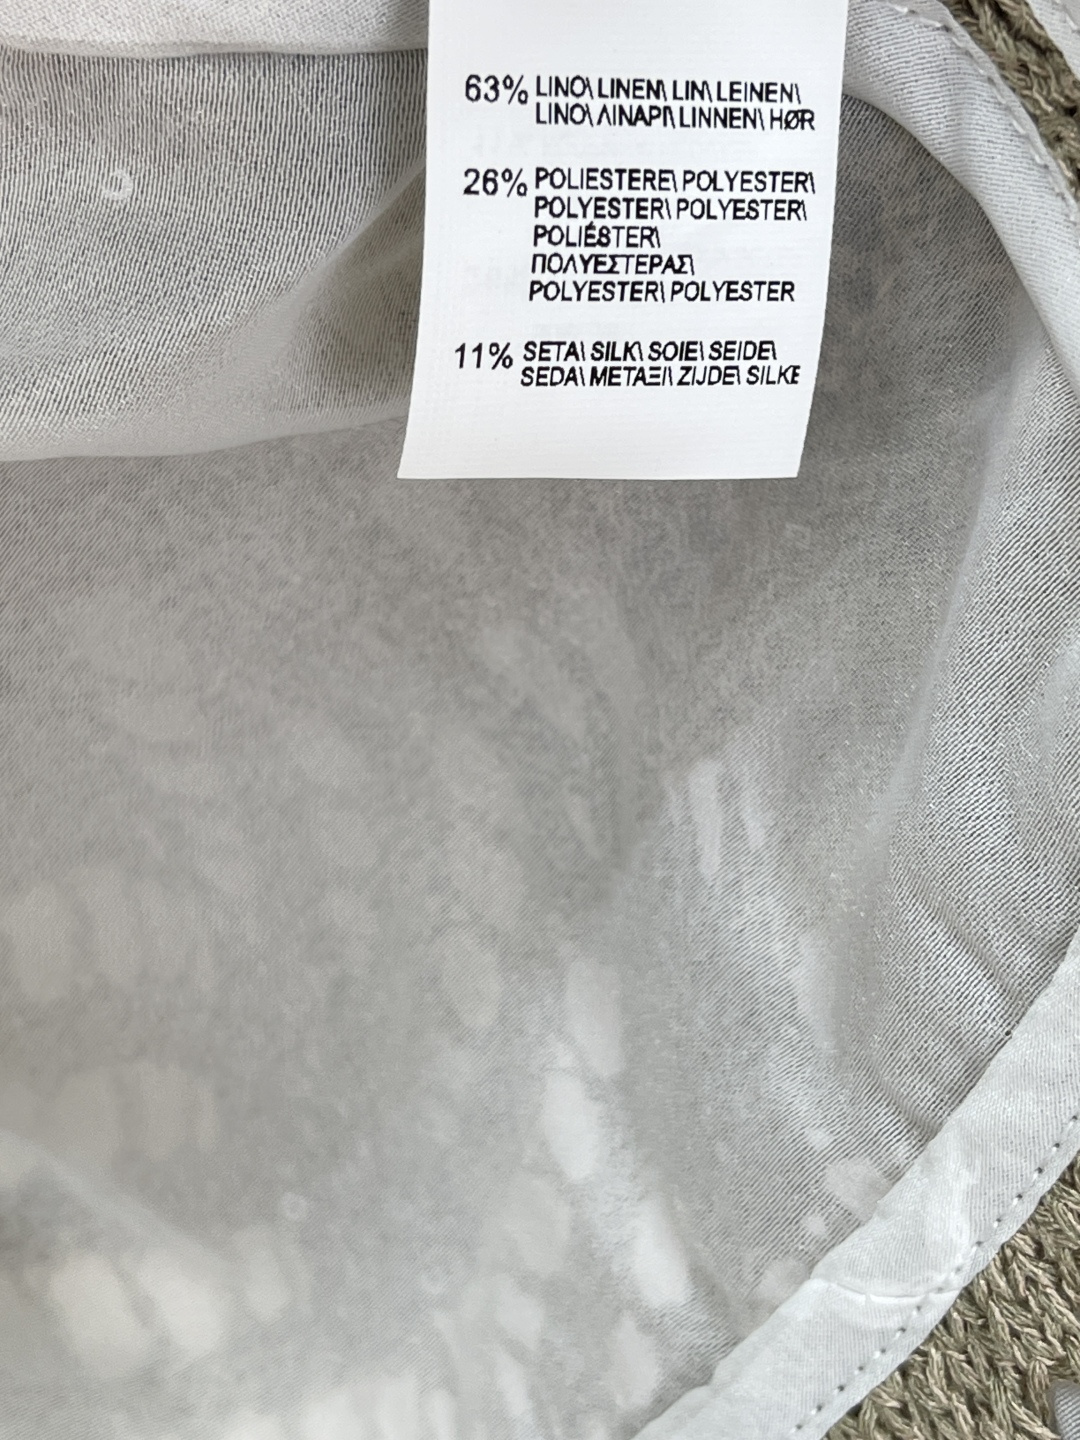 63% LINO\ LINEN\ LIN\ LEINEN\
LINO\ ΛΙΝΑΡΙ\ LINNEN\ HØR
26% POLIESTERE\ POLYESTER\
POLYESTER\ POLYESTER\
POLIÉSTER\
ΠΟΛΥΕΣΤΕΡΑΣ\
POLYESTER\ POLYESTER
11% SETA\ SILK\ SOIE\ SEIDE\
SEDA\ ΜΕΤΑΞΙ\ ZIJDE\ SILKE